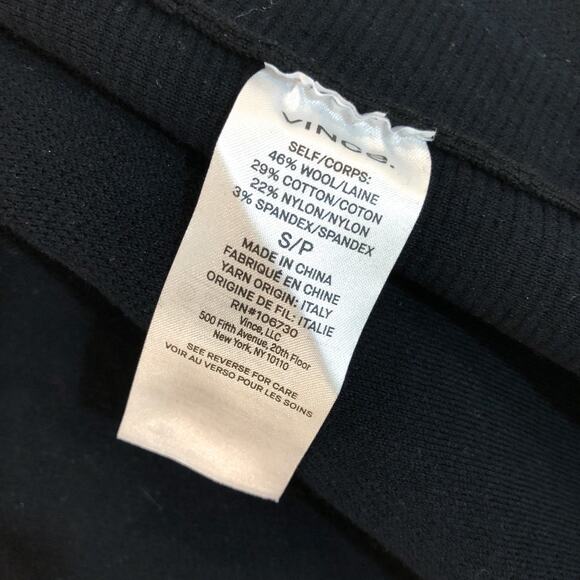 VINCe.
SELF/CORPS:
46% WOOL/LAINE
29% COTTON/COTON
22% NYLON/NYLON
3% SPANDEX/SPANDEX
S/P
MADE IN CHINA
FABRIQUÉ EN CHINE
YARN ORIGIN: ITALY
ORIGINE DE FIL: ITALIE
RN#106730
Vince, LLC
500 Fifth Avenue, 20th Floor
New York, NY 10110
SEE REVERSE FOR CARE
VOIR AU VERSO POUR LES SOINS